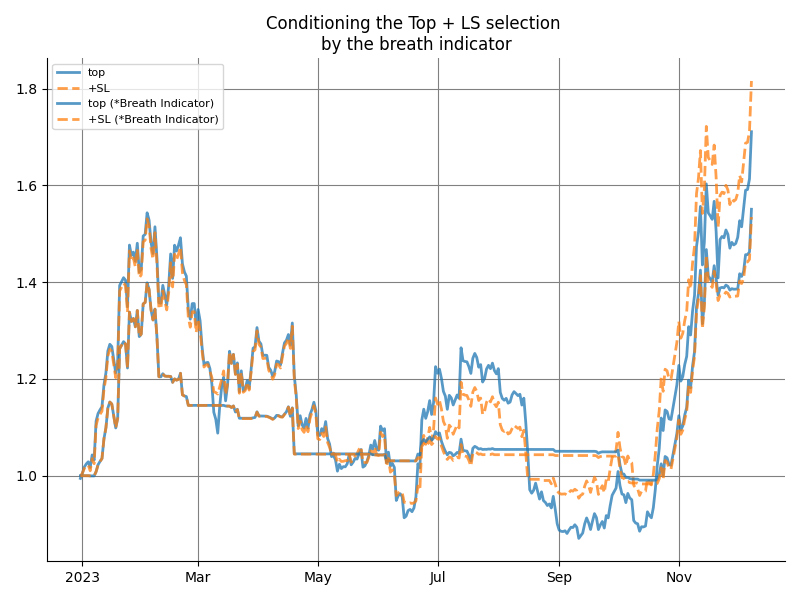 Conditioning the Top + LS selection
by the breath indicator
top
+SL
top (*Breath Indicator)
+SL (*Breath Indicator)
1.8
1.6
1.4
1.2
1.0
2023 Mar May Jul Sep Nov